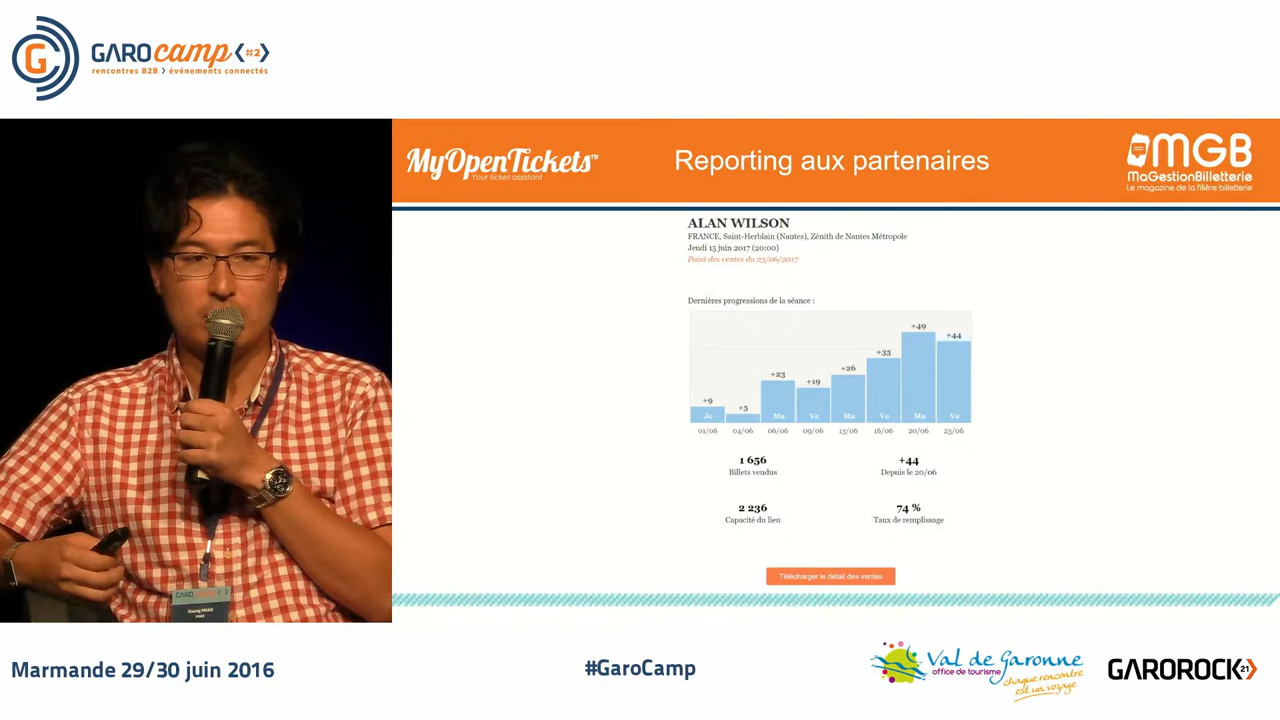 GAROcamp <#2>
rencontres B2B > événements connectés
MyOpenTickets™
Your ticket assistant
Reporting aux partenaires
MGB
MaGestionBilletterie
Le magazine de la filière billetterie
ALAN WILSON
FRANCE, Saint-Herblain (Nantes), Zénith de Nantes Métropole
Jeudi 15 juin 2017 (20:00)
Point des ventes du 23/06/2017
Dernières progressions de la séance :
+9 +5 +23 +19 +26 +35 +49 +44
Je Ma Ve Ma Ve Ma Ve
01/06 04/06 06/06 09/06 13/06 16/06 20/06 23/06
1 656 +44
Billets vendus Depuis le 20/06
2 236 74 %
Capacité du lieu Taux de remplissage
Télécharger le détail des ventes
Duong PHAN
Marmande 29/30 juin 2016
#GaroCamp
Val de Garonne
office de tourisme
chaque rencontre
est un voyage
GAROROCK 21